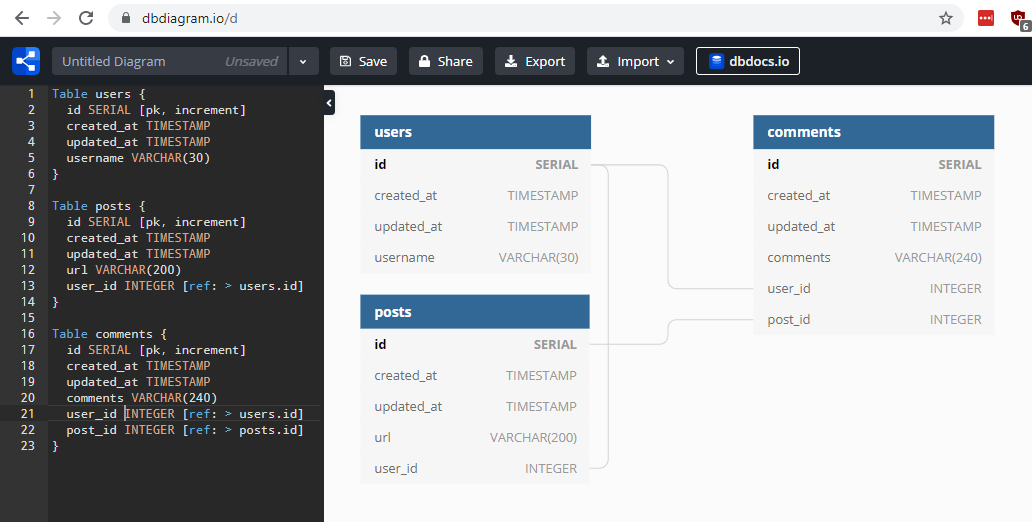 dbdiagram.io/d
6
Untitled Diagram Unsaved Save Share Export Import dbdocs.io
1 Table users {
2 id SERIAL [pk, increment]
3 created_at TIMESTAMP
4 updated_at TIMESTAMP
5 username VARCHAR(30)
6 }
7
8 Table posts {
9 id SERIAL [pk, increment]
10 created_at TIMESTAMP
11 updated_at TIMESTAMP
12 url VARCHAR(200)
13 user_id INTEGER [ref: > users.id]
14 }
15
16 Table comments {
17 id SERIAL [pk, increment]
18 created_at TIMESTAMP
19 updated_at TIMESTAMP
20 comments VARCHAR(240)
21 user_id INTEGER [ref: > users.id]
22 post_id INTEGER [ref: > posts.id]
23 }
users
id SERIAL
created_at TIMESTAMP
updated_at TIMESTAMP
username VARCHAR(30)
posts
id SERIAL
created_at TIMESTAMP
updated_at TIMESTAMP
url VARCHAR(200)
user_id INTEGER
comments
id SERIAL
created_at TIMESTAMP
updated_at TIMESTAMP
comments VARCHAR(240)
user_id INTEGER
post_id INTEGER